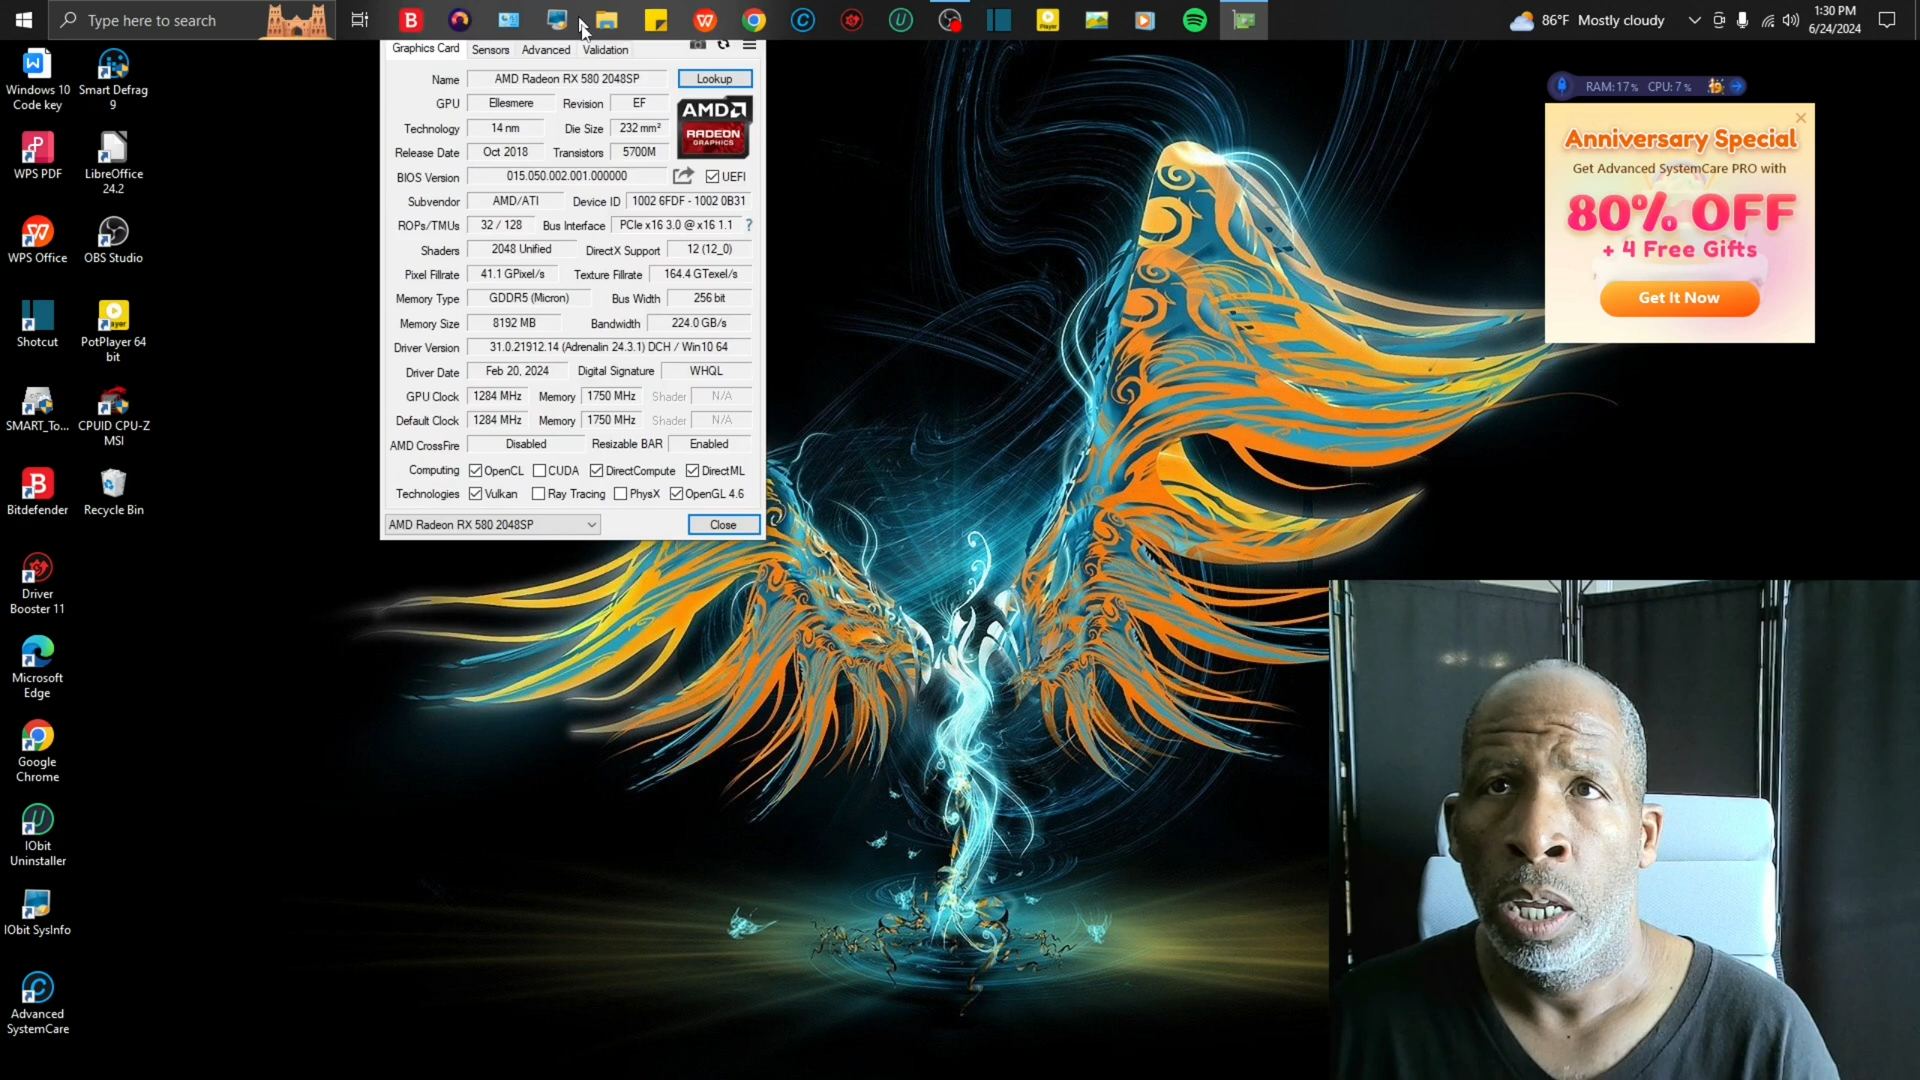 Type here to search
86°F Mostly cloudy
1:30 PM
6/24/2024
Windows 10
Code key
Smart Defrag
9
WPS PDF
LibreOffice
24.2
WPS Office
OBS Studio
Shotcut
PotPlayer 64
bit
SMART_To...
CPUID CPU-Z
MSI
Bitdefender
Recycle Bin
Driver
Booster 11
Microsoft
Edge
Google
Chrome
IObit
Uninstaller
IObit SysInfo
Advanced
SystemCare
Graphics Card Sensors Advanced Validation
Name AMD Radeon RX 580 2048SP Lookup
GPU Ellesmere Revision EF
Technology 14 nm Die Size 232 mm²
Release Date Oct 2018 Transistors 5700M
AMD
RADEON
GRAPHICS
BIOS Version 015.050.002.001.000000 UEFI
Subvendor AMD/ATI Device ID 1002 6FDF - 1002 0B31
ROPs/TMUs 32 / 128 Bus Interface PCIe x16 3.0 @ x16 1.1 ?
Shaders 2048 Unified DirectX Support 12 (12_0)
Pixel Fillrate 41.1 GPixel/s Texture Fillrate 164.4 GTexel/s
Memory Type GDDR5 (Micron) Bus Width 256 bit
Memory Size 8192 MB Bandwidth 224.0 GB/s
Driver Version 31.0.21912.14 (Adrenalin 24.3.1) DCH / Win10 64
Driver Date Feb 20, 2024 Digital Signature WHQL
GPU Clock 1284 MHz Memory 1750 MHz Shader N/A
Default Clock 1284 MHz Memory 1750 MHz Shader N/A
AMD CrossFire Disabled Resizable BAR Enabled
Computing OpenCL CUDA DirectCompute DirectML
Technologies Vulkan Ray Tracing PhysX OpenGL 4.6
AMD Radeon RX 580 2048SP Close
RAM: 17% CPU: 7%
Anniversary Special
Get Advanced SystemCare PRO with
80% OFF
+ 4 Free Gifts
Get It Now